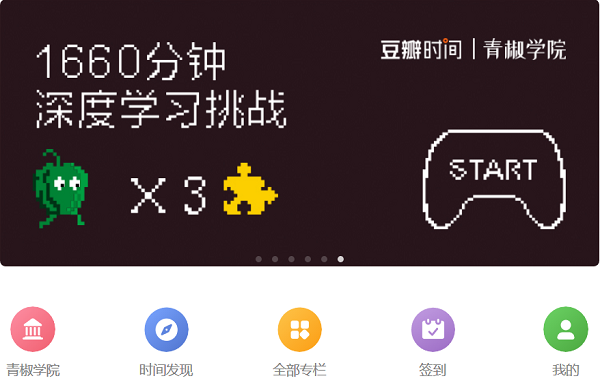 1660分钟
深度学习挑战
豆瓣时间|青椒学院
×3
START
青椒学院
时间发现
全部专栏
签到
我的